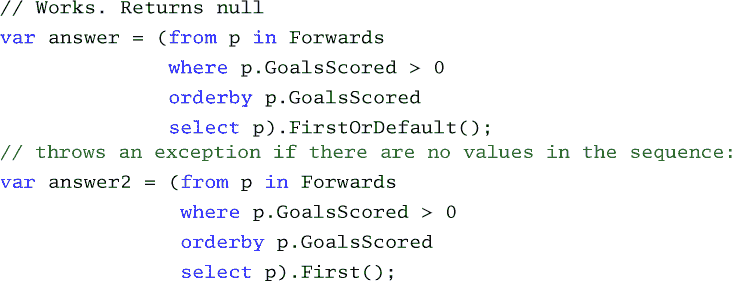 // Works. Returns null
var answer = (from p in Forwards
where p.GoalsScored > 0
orderby p.GoalsScored
select p).FirstOrDefault();
// throws an exception if there are no values in the sequence:
var answer2 = (from p in Forwards
where p.GoalsScored > 0
orderby p.GoalsScored
select p).First();